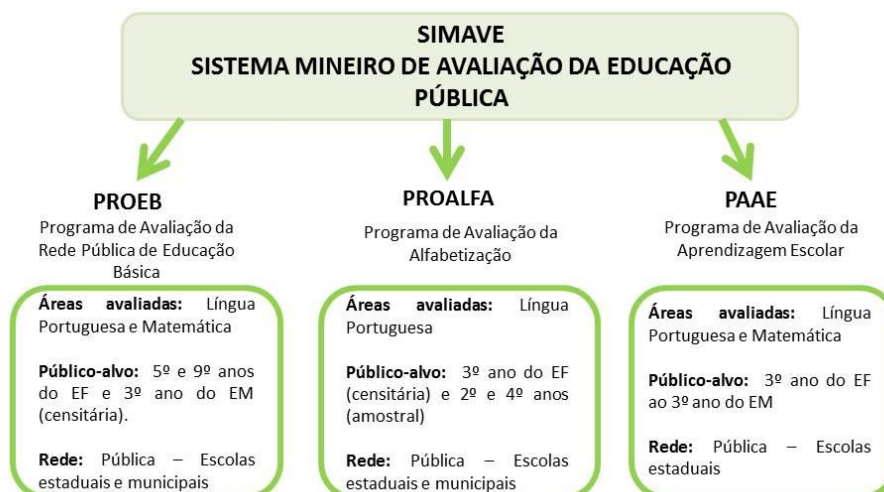 SIMAVE
SISTEMA MINEIRO DE AVALIAÇÃO DA EDUCAÇÃO
PÚBLICA
PROEB
Programa de Avaliação da
Rede Pública de Educação
Básica
Áreas avaliadas: Língua
Portuguesa e Matemática
Público-alvo: 5º e 9º anos
do EF e 3º ano do EM
(censitária).
Rede: Pública – Escolas
estaduais e municipais
PROALFA
Programa de Avaliação da
Alfabetização
Áreas avaliadas: Língua
Portuguesa
Público-alvo: 3º ano do EF
(censitária) e 2º e 4º anos
(amostral)
Rede: Pública – Escolas
estaduais e municipais
PAAE
Programa de Avaliação da
Aprendizagem Escolar
Áreas avaliadas: Língua
Portuguesa e Matemática
Público-alvo: 3º ano do EF
ao 3º ano do EM
Rede: Pública – Escolas
estaduais